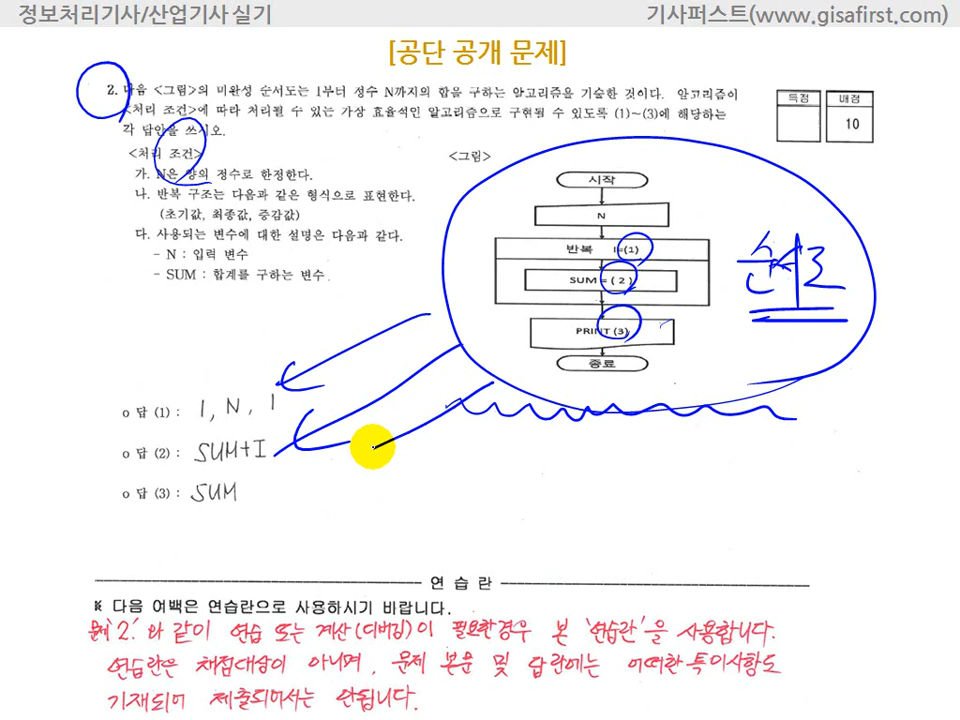 정보처리기사/산업기사 실기
기사퍼스트(www.gisafirst.com)
[공단 공개 문제]
2. 다음 <그림>의 미완성 순서도는 1부터 정수 N까지의 합을 구하는 알고리즘을 기술한 것이다. 알고리즘이
<처리 조건>에 따라 처리될 수 있는 가장 효율적인 알고리즘으로 구현될 수 있도록 (1)~(3)에 해당하는
각 답안을 쓰시오.
득점
배점
10
<처리 조건>
가. N은 양의 정수로 한정한다.
나. 반복 구조는 다음과 같은 형식으로 표현한다.
(초기값, 최종값, 증감값)
다. 사용되는 변수에 대한 설명은 다음과 같다.
- N : 입력 변수
- SUM : 합계를 구하는 변수.
<그림>
시작
N
반복 I=(1)
SUM = ( 2 )
PRINT (3)
종료
순서도
o 답 (1) : 1, N, 1
o 답 (2) : SUM+I
o 답 (3) : SUM
연 습 란
※ 다음 여백은 연습란으로 사용하시기 바랍니다.
문제 '2.' 와 같이 연습 또는 계산(디버깅)이 필요한경우 본 '연습란'을 사용합니다.
연습란은 채점대상이 아니며, 문제 본문 및 답란에는 어떠한 특이사항도
기재되어 제출되어서는 안됩니다.